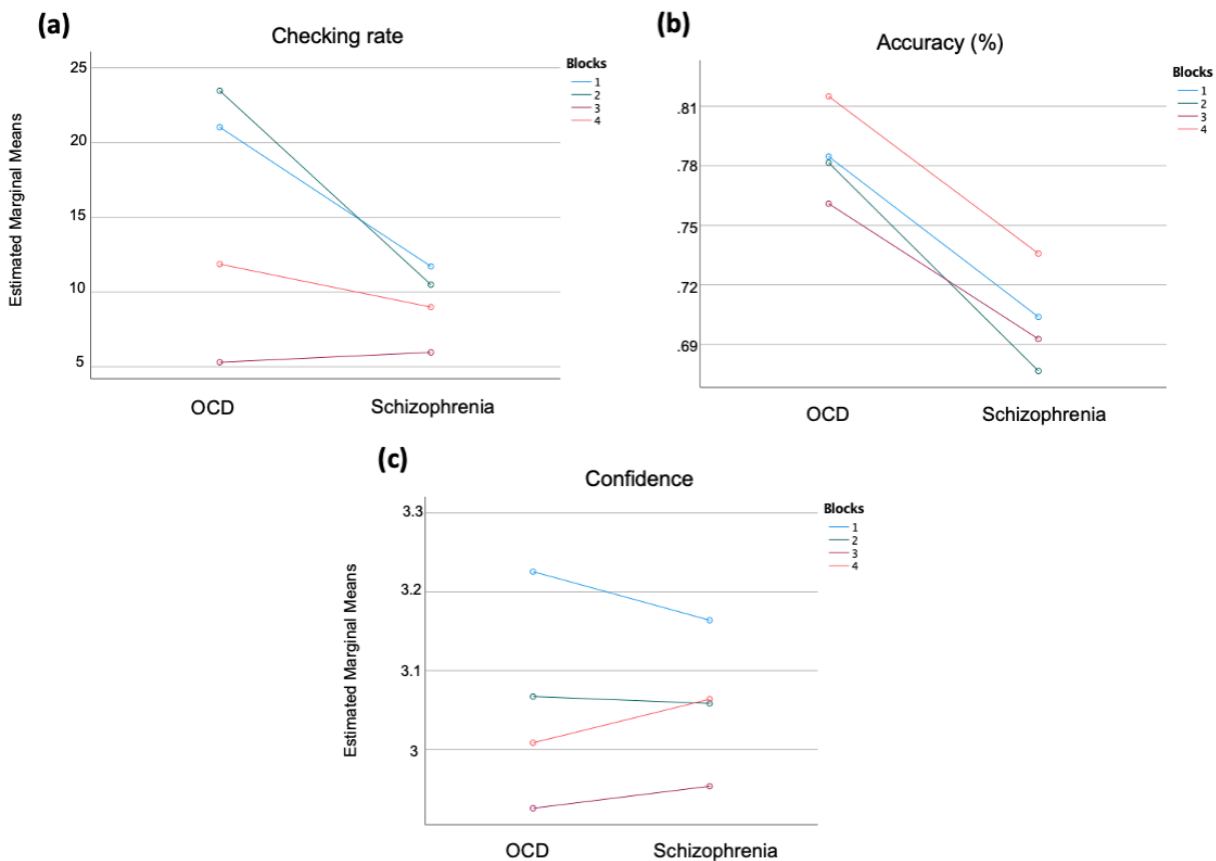 (a)
Checking rate
Estimated Marginal Means
25
20
15
10
5
OCD
Schizophrenia
Blocks
1
2
3
4
(b)
Accuracy (%)
.81
.78
.75
.72
.69
OCD
Schizophrenia
Blocks
1
2
3
4
(c)
Confidence
Estimated Marginal Means
3.3
3.2
3.1
3
OCD
Schizophrenia
Blocks
1
2
3
4